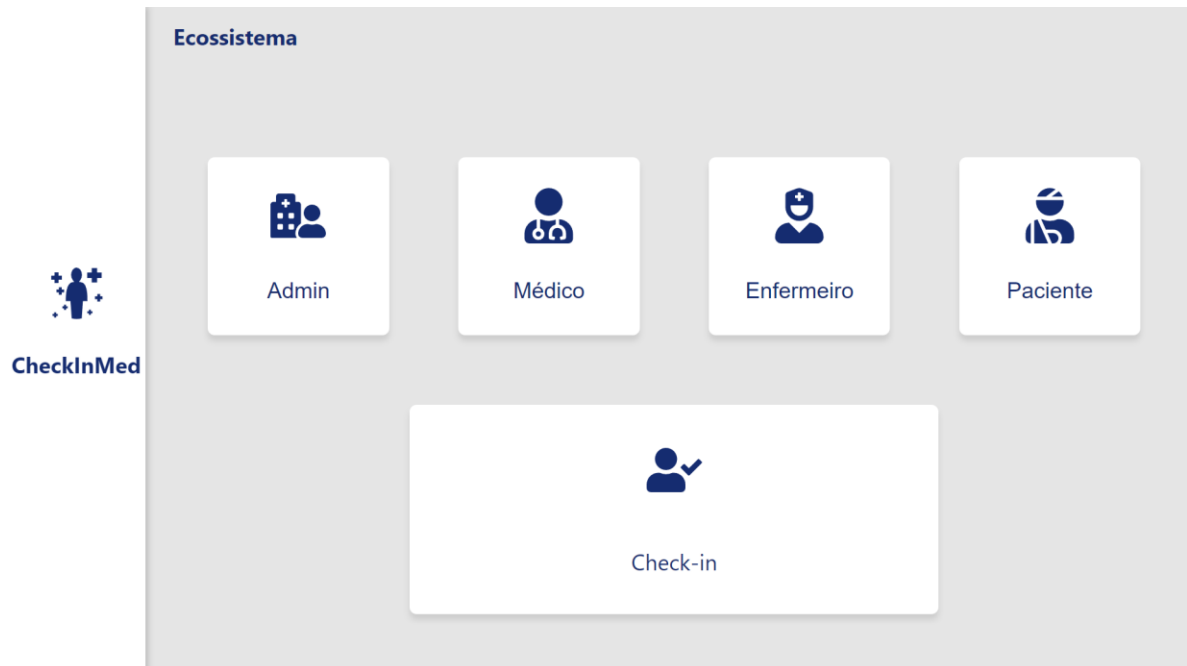 Ecossistema
Admin
Médico
Enfermeiro
Paciente
CheckInMed
Check-in